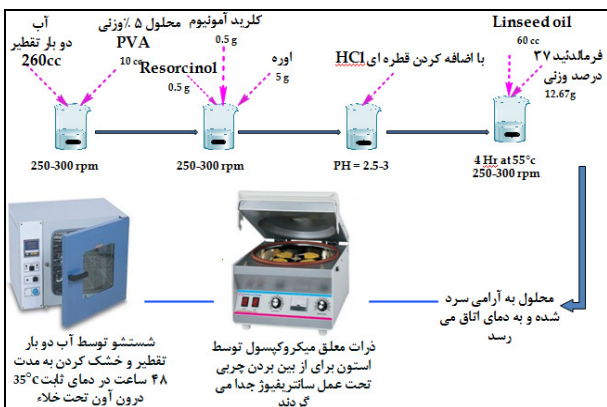 آب
دو بار تقطیر
260cc
محلول ۵ ٪وزنی
PVA
10 cc
Resorcinol
0.5 g
کلرید آمونیوم
0.5 g
اوره
5 g
با اضافه کردن قطره ای HCl
Linseed oil
60 cc
فرمالدئید ۳۷
درصد وزنی
12.67g
250-300 rpm
250-300 rpm
PH = 2.5-3
4 Hr at 55°c
250-300 rpm
محلول به آرامی سرد
شده و به دمای اتاق می
رسد
ذرات معلق میکروکپسول توسط
استون برای از بین بردن چربی
تحت عمل سانتریفیوژ جدا می
گردند
شستشو توسط آب دو بار
تقطیر و خشک کردن به مدت
۴۸ ساعت در دمای ثابت 35°c
درون آون تحت خلاء